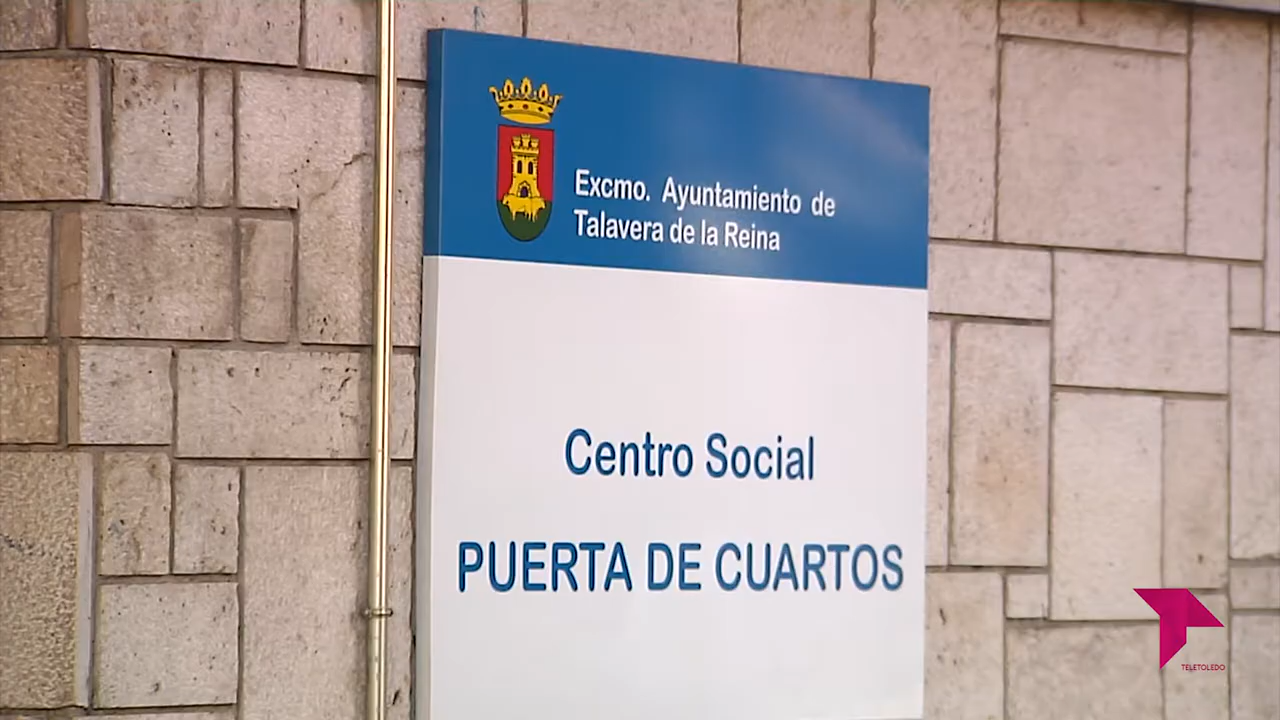 Excmo. Ayuntamiento de
Talavera de la Reina
Centro Social
PUERTA DE CUARTOS
TELETOLEDO